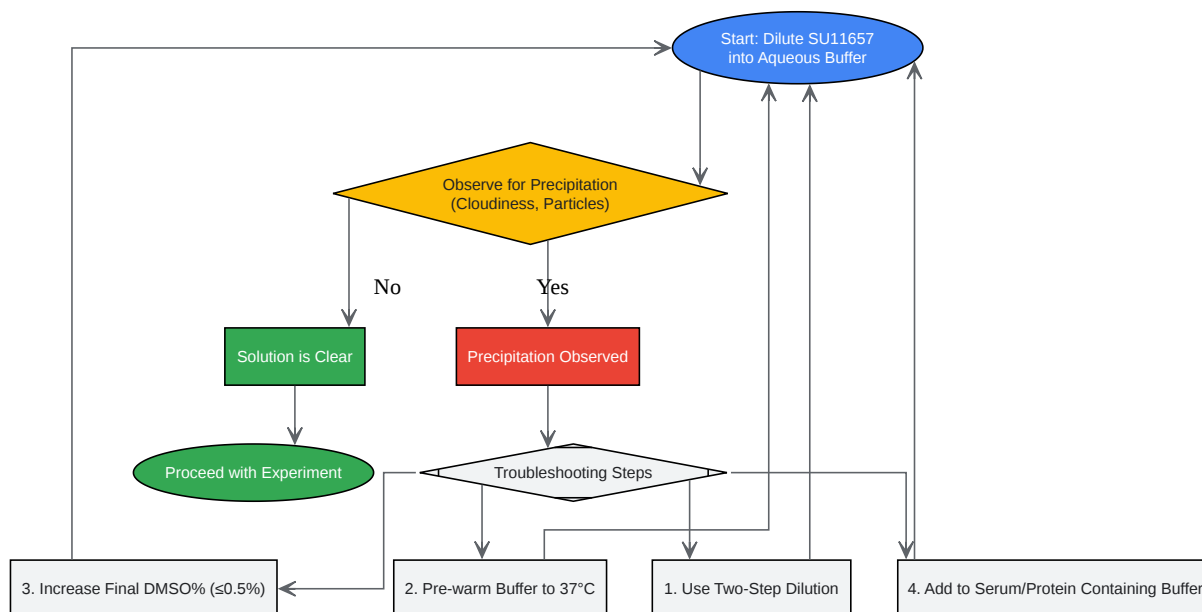 Start: Dilute SU11657
into Aqueous Buffer
Observe for Precipitation
(Cloudiness, Particles)
No
Yes
Solution is Clear
Precipitation Observed
Proceed with Experiment
Troubleshooting Steps
3. Increase Final DMSO% (≤0.5%)
2. Pre-warm Buffer to 37°C
1. Use Two-Step Dilution
4. Add to Serum/Protein Containing Buffer